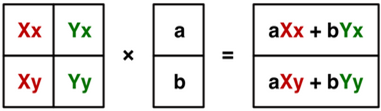 Xx Yx × a = aXx + bYx
Xy Yy b aXy + bYy